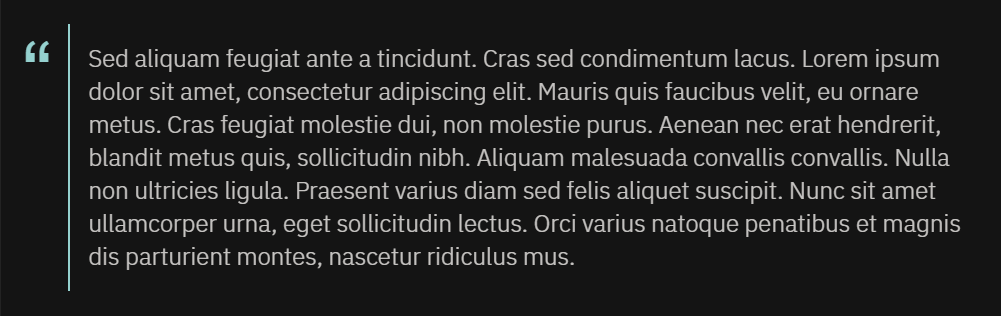 “
Sed aliquam feugiat ante a tincidunt. Cras sed condimentum lacus. Lorem ipsum
dolor sit amet, consectetur adipiscing elit. Mauris quis faucibus velit, eu ornare
metus. Cras feugiat molestie dui, non molestie purus. Aenean nec erat hendrerit,
blandit metus quis, sollicitudin nibh. Aliquam malesuada convallis convallis. Nulla
non ultricies ligula. Praesent varius diam sed felis aliquet suscipit. Nunc sit amet
ullamcorper urna, eget sollicitudin lectus. Orci varius natoque penatibus et magnis
dis parturient montes, nascetur ridiculus mus.